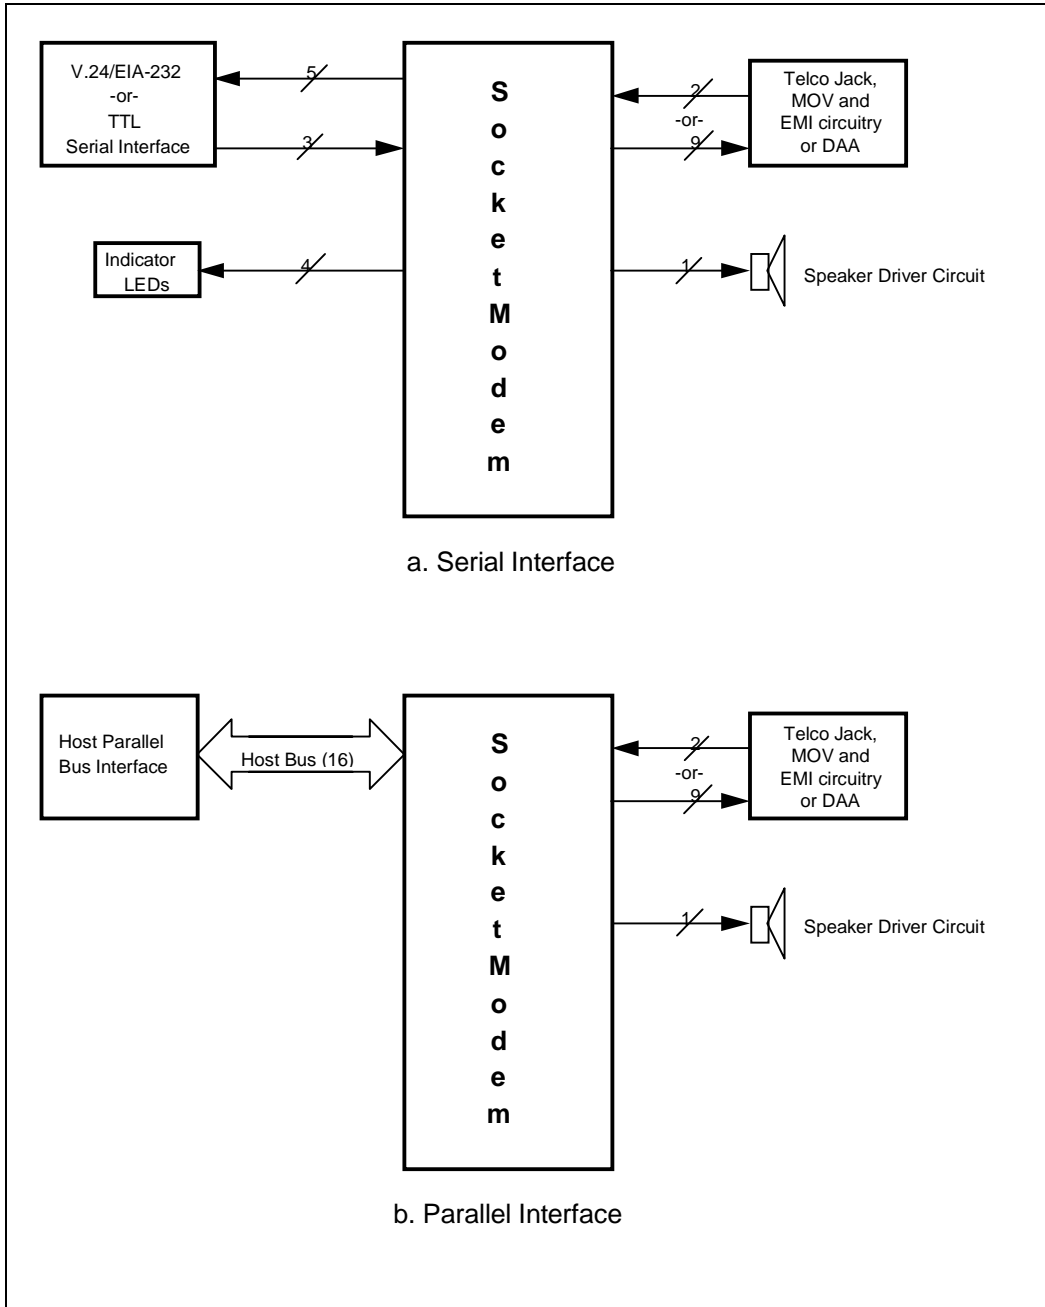 V.24/EIA-232
-or-
TTL
Serial Interface
5
3
Indicator
LEDs
4
SocketModem
2
-or-
9
Telco Jack,
MOV and
EMI circuitry
or DAA
1
Speaker Driver Circuit
a. Serial Interface
Host Parallel
Bus Interface
Host Bus (16)
SocketModem
2
-or-
9
Telco Jack,
MOV and
EMI circuitry
or DAA
1
Speaker Driver Circuit
b. Parallel Interface